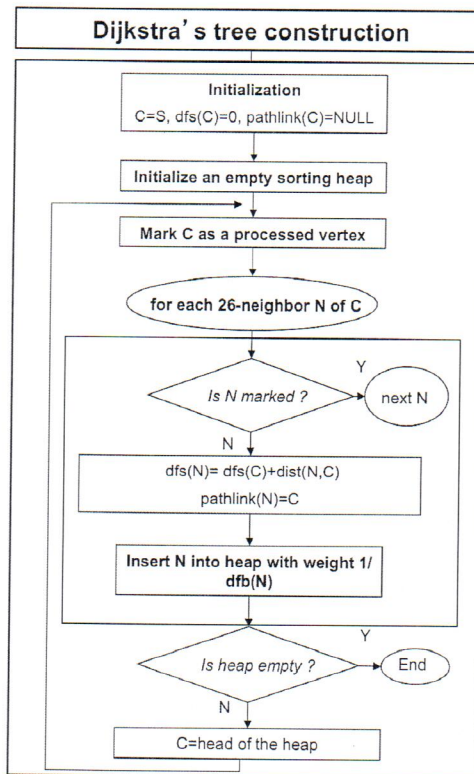 Dijkstra's tree construction
Initialization
C=S, dfs(C)=0, pathlink(C)=NULL
Initialize an empty sorting heap
Mark C as a processed vertex
for each 26-neighbor N of C
Y
Is N marked ?
next N
N
dfs(N)= dfs(C)+dist(N,C)
pathlink(N)=C
Insert N into heap with weight 1/
dfb(N)
Y
Is heap empty ?
End
N
C=head of the heap